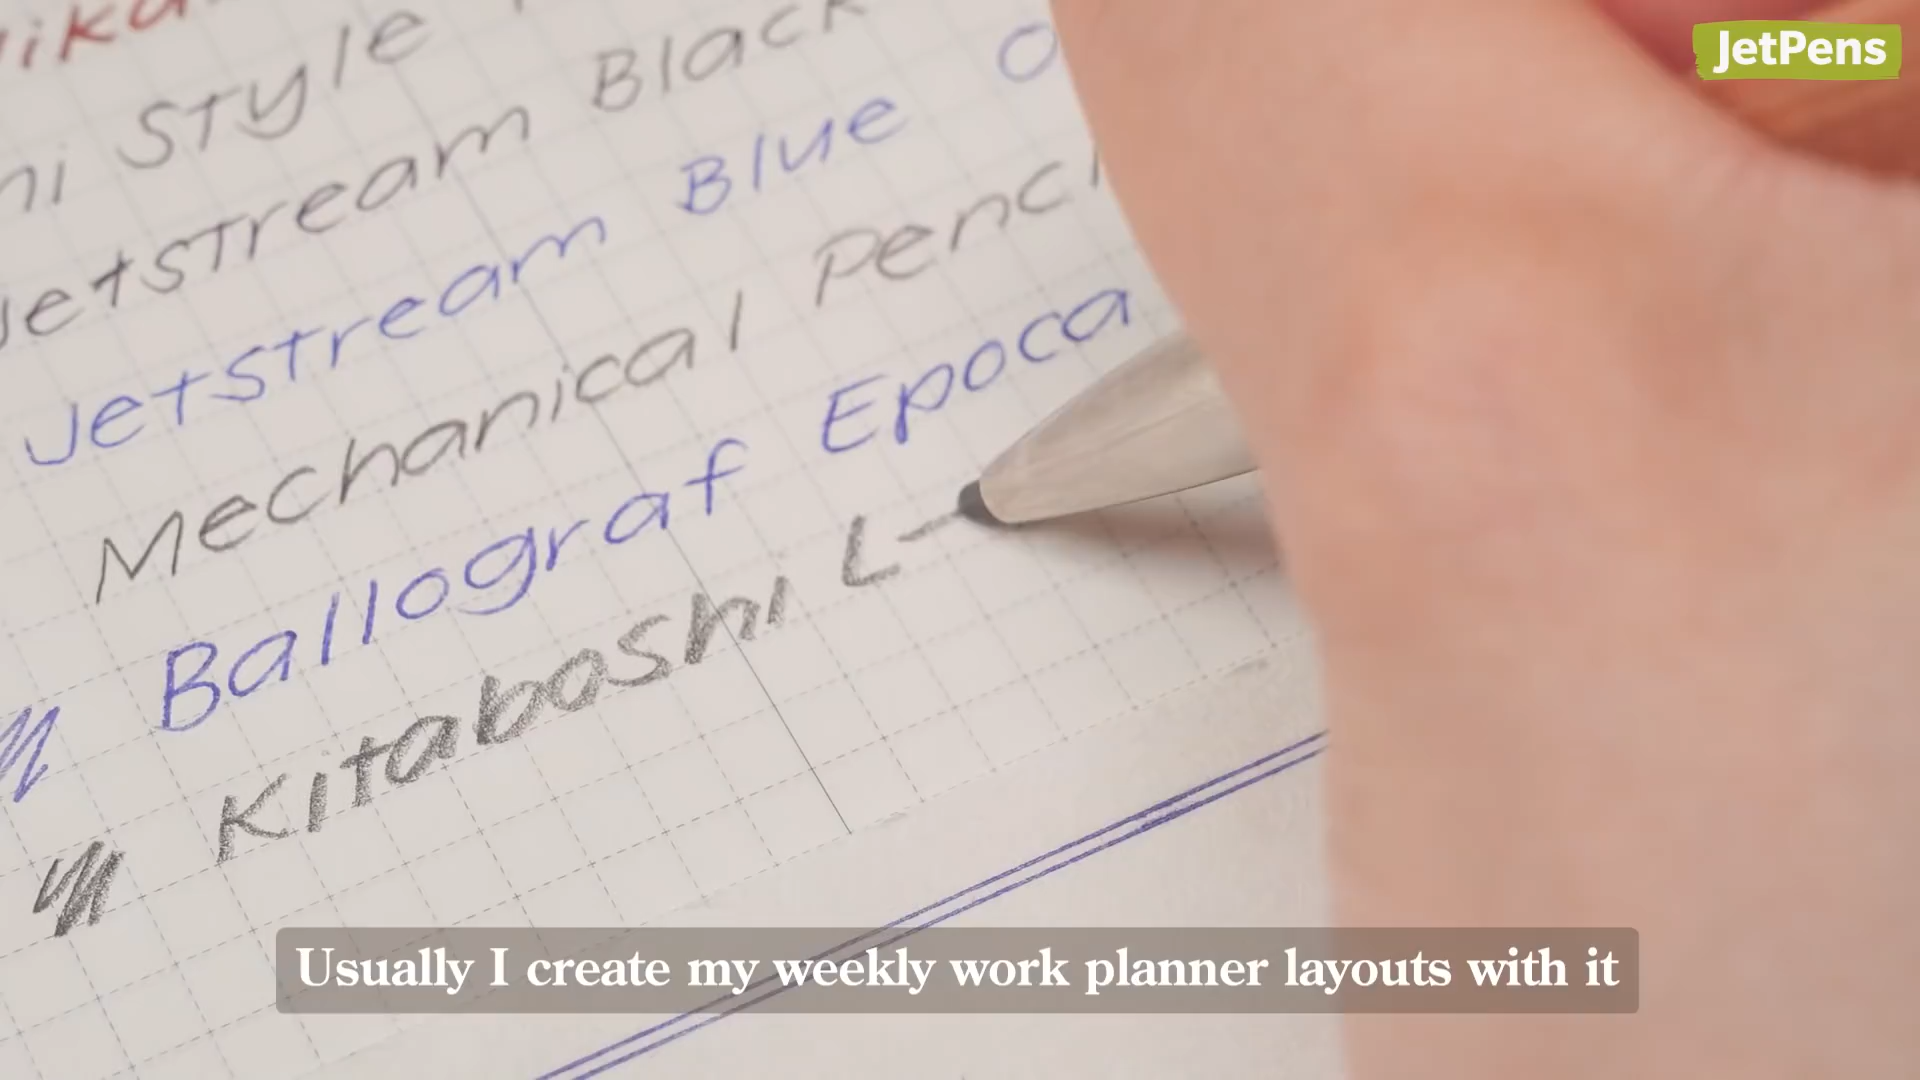 JetPens
Style
Jetstream Black
Jetstream Blue
Mechanical
Ballograf Epoca
Kitaboshi L
Usually I create my weekly work planner layouts with it